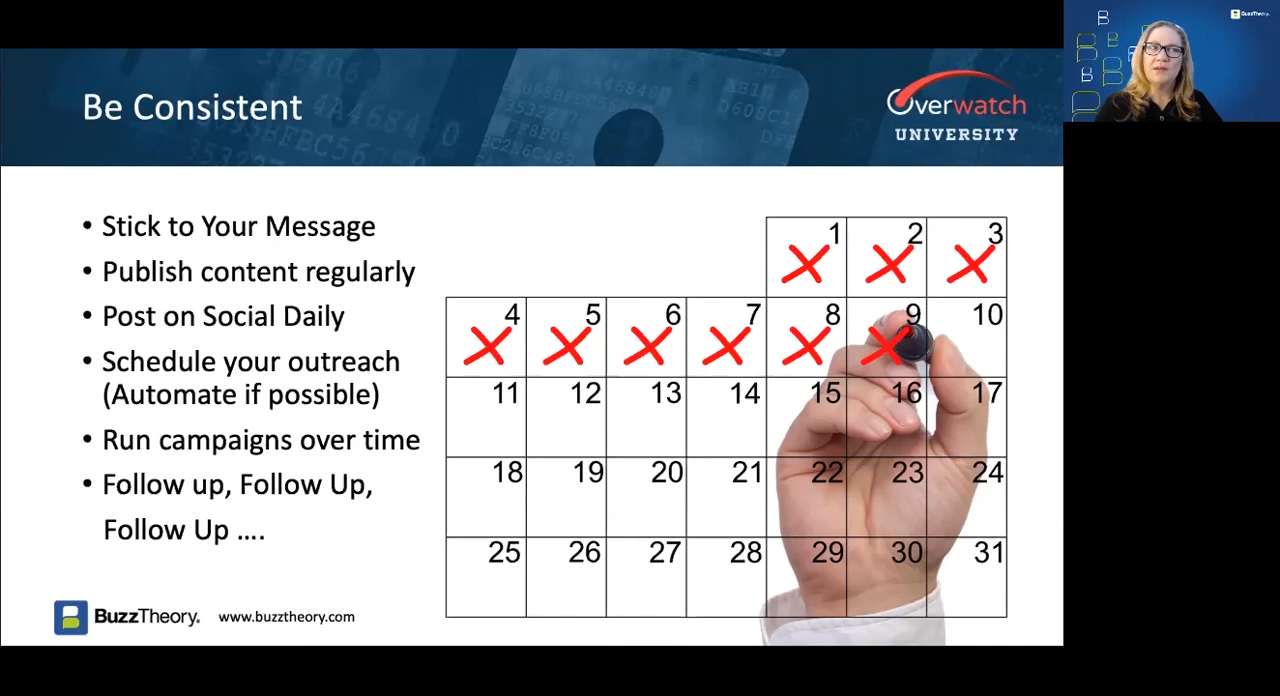 BuzzTheory.
Be Consistent
Overwatch
UNIVERSITY
• Stick to Your Message
• Publish content regularly
• Post on Social Daily
• Schedule your outreach
(Automate if possible)
• Run campaigns over time
• Follow up, Follow Up,
Follow Up ....
1 2 3
4 5 6 7 8 9 10
11 12 13 14 15 16 17
18 19 20 21 22 23 24
25 26 27 28 29 30 31
BuzzTheory. www.buzztheory.com